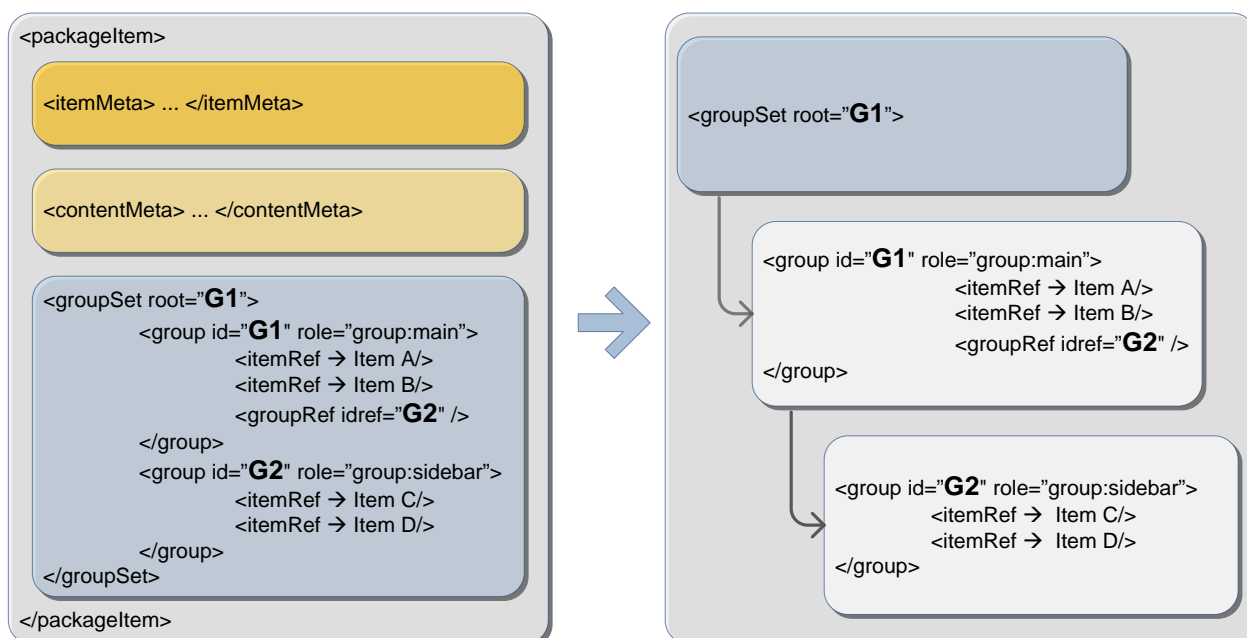 <packageItem>
<itemMeta> ... </itemMeta>
<contentMeta> ... </contentMeta>
<groupSet root=”G1”>
<group id=”G1" role=”group:main”>
<itemRef → Item A/>
<itemRef → Item B/>
<groupRef idref=”G2" />
</group>
<group id=”G2" role=”group:sidebar”>
<itemRef → Item C/>
<itemRef → Item D/>
</group>
</groupSet>
</packageItem>
<groupSet root=”G1”>
<group id=”G1" role=”group:main”>
<itemRef → Item A/>
<itemRef → Item B/>
<groupRef idref=”G2" />
</group>
<group id=”G2" role=”group:sidebar”>
<itemRef → Item C/>
<itemRef → Item D/>
</group>